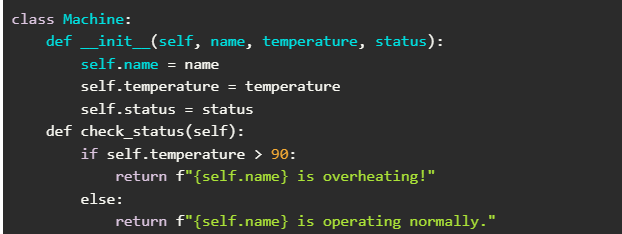 class Machine:
    def __init__(self, name, temperature, status):
        self.name = name
        self.temperature = temperature
        self.status = status
    def check_status(self):
        if self.temperature > 90:
            return f"{self.name} is overheating!"
        else:
            return f"{self.name} is operating normally."